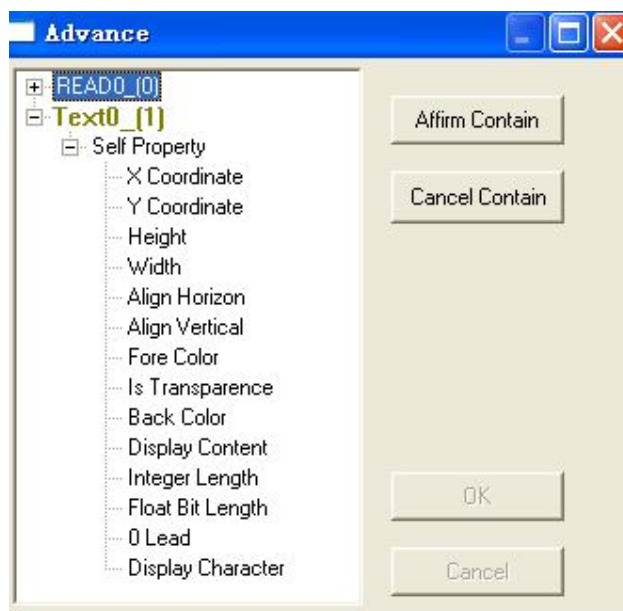 Advance
READ0_(0)
Text0_(1)
Self Property
X Coordinate
Y Coordinate
Height
Width
Align Horizon
Align Vertical
Fore Color
Is Transparence
Back Color
Display Content
Integer Length
Float Bit Length
0 Lead
Display Character
Affirm Contain
Cancel Contain
OK
Cancel